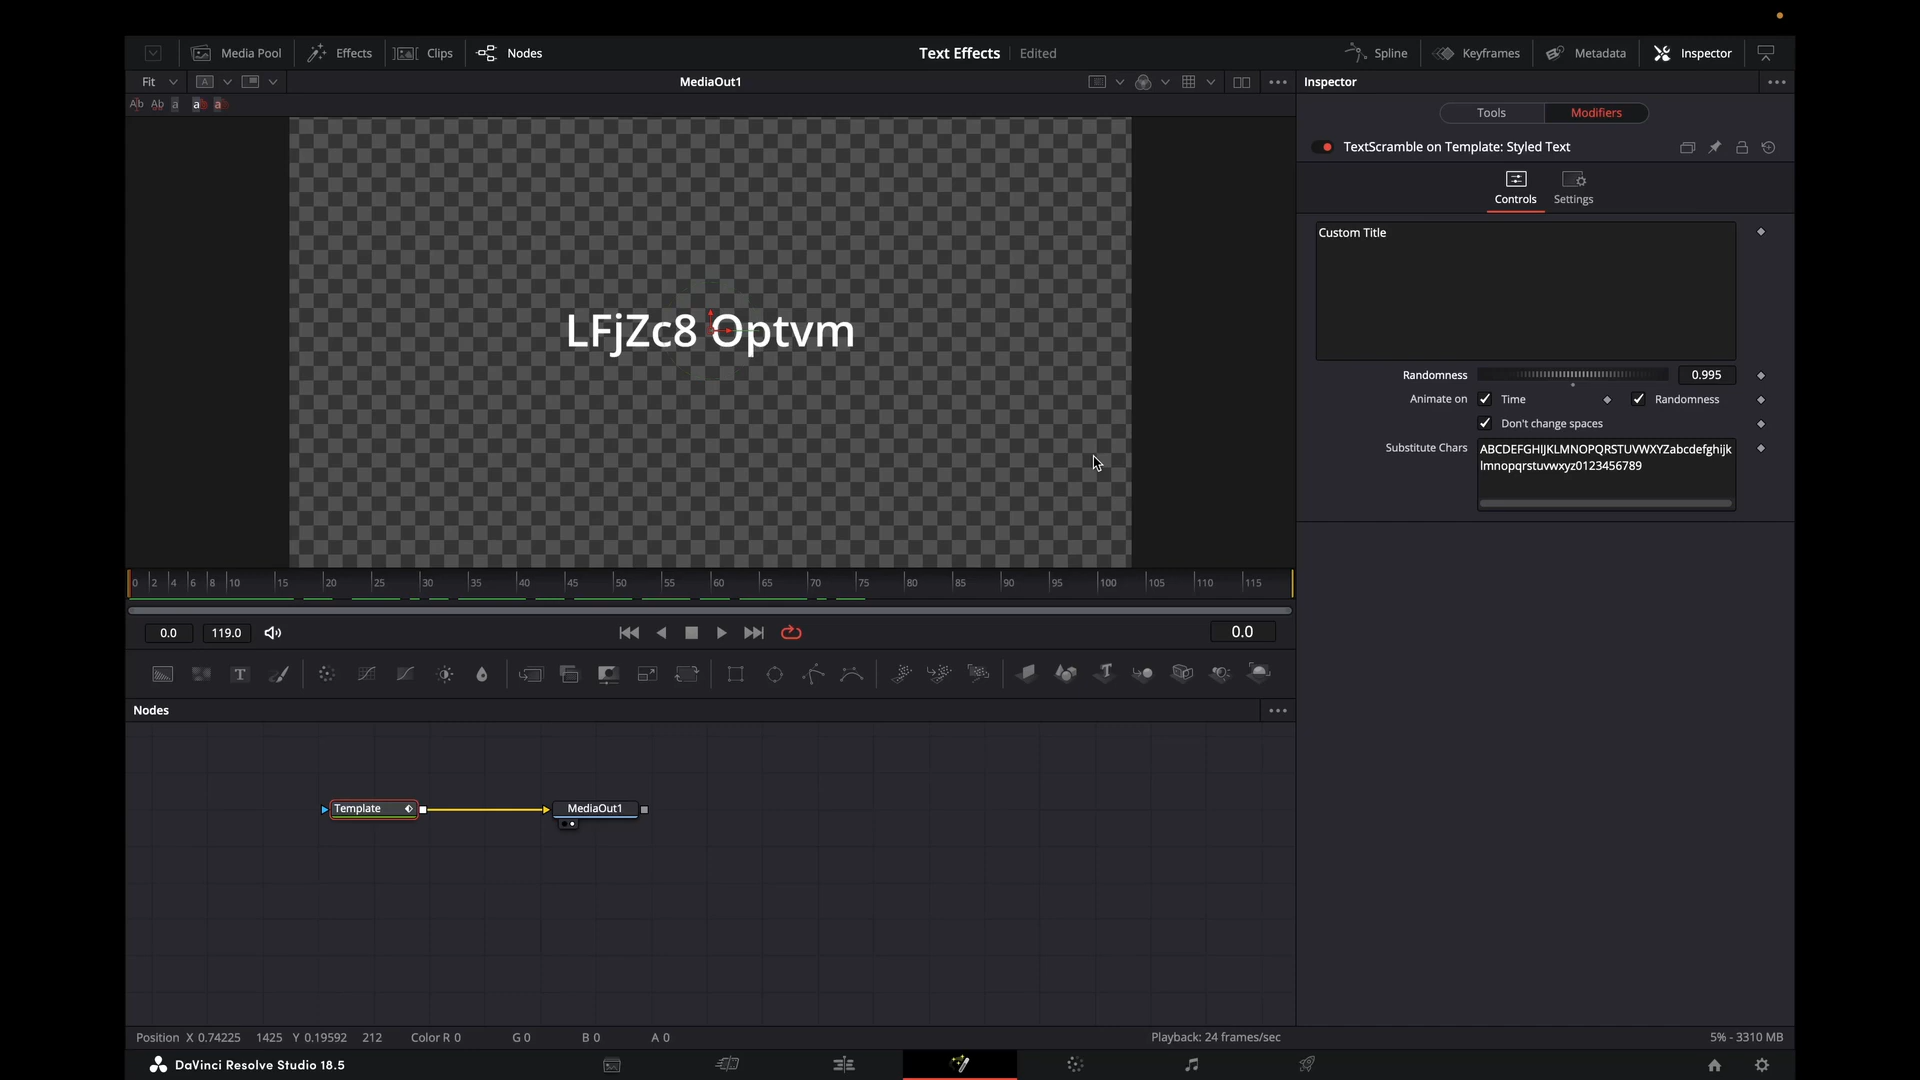 Media Pool Effects Clips Nodes Text Effects Edited Spline Keyframes Metadata Inspector
Fit A MediaOut1 Inspector
Ab Ab a a a
Tools Modifiers
TextScramble on Template: Styled Text
Controls Settings
Custom Title
LFjZc8 Optvm
Randomness 0.995
Animate on Time Randomness
Don't change spaces
Substitute Chars ABCDEFGHIJKLMNOPQRSTUVWXYZabcdefghijk
lmnopqrstuvwxyz0123456789
0 2 4 6 8 10 15 20 25 30 35 40 45 50 55 60 65 70 75 80 85 90 95 100 105 110 115
0.0 119.0 0.0
T T
Nodes
Template MediaOut1
Position X 0.74225 1425 Y 0.19592 212 Color R 0 G 0 B 0 A 0 Playback: 24 frames/sec 5% - 3310 MB
DaVinci Resolve Studio 18.5